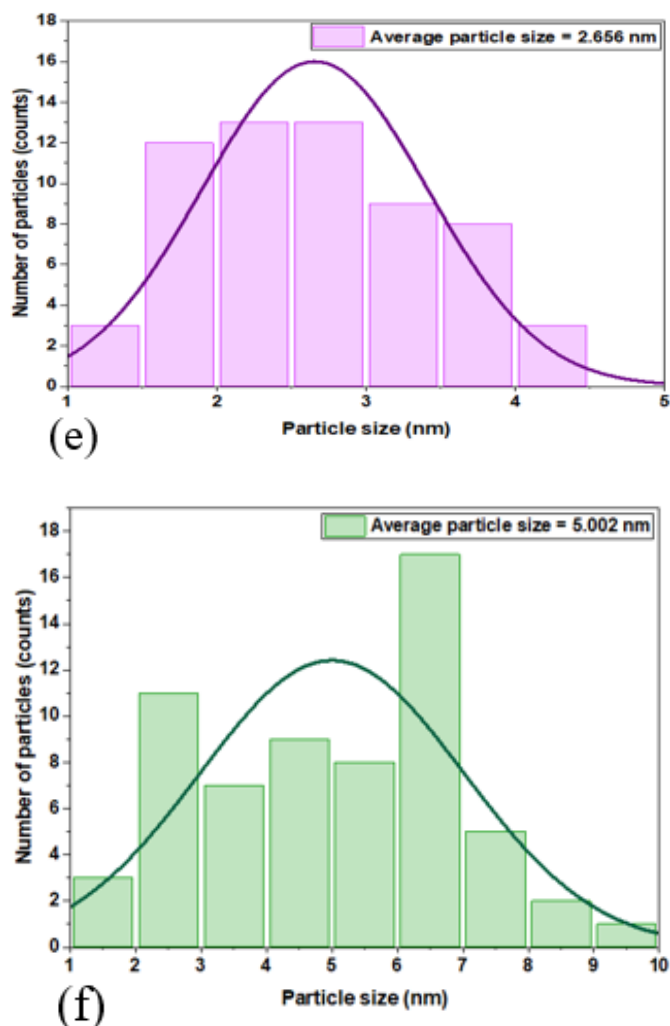 Average particle size = 2.656 nm
18
16
14
12
10
8
6
4
2
0
Number of particles (counts)
1 2 3 4 5
Particle size (nm)
(e)
Average particle size = 5.002 nm
18
16
14
12
10
8
6
4
2
0
Number of particles (counts)
1 2 3 4 5 6 7 8 9 10
Particle size (nm)
(f)